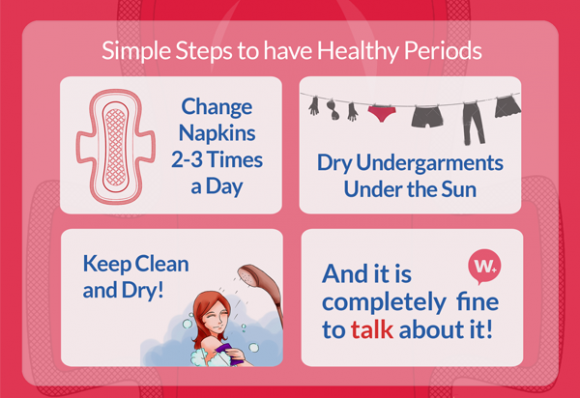 Simple Steps to have Healthy Periods
Change
Napkins
2-3 Times
a Day
Dry Undergarments
Under the Sun
Keep Clean
and Dry!
W.
And it is
completely fine
to talk about it!